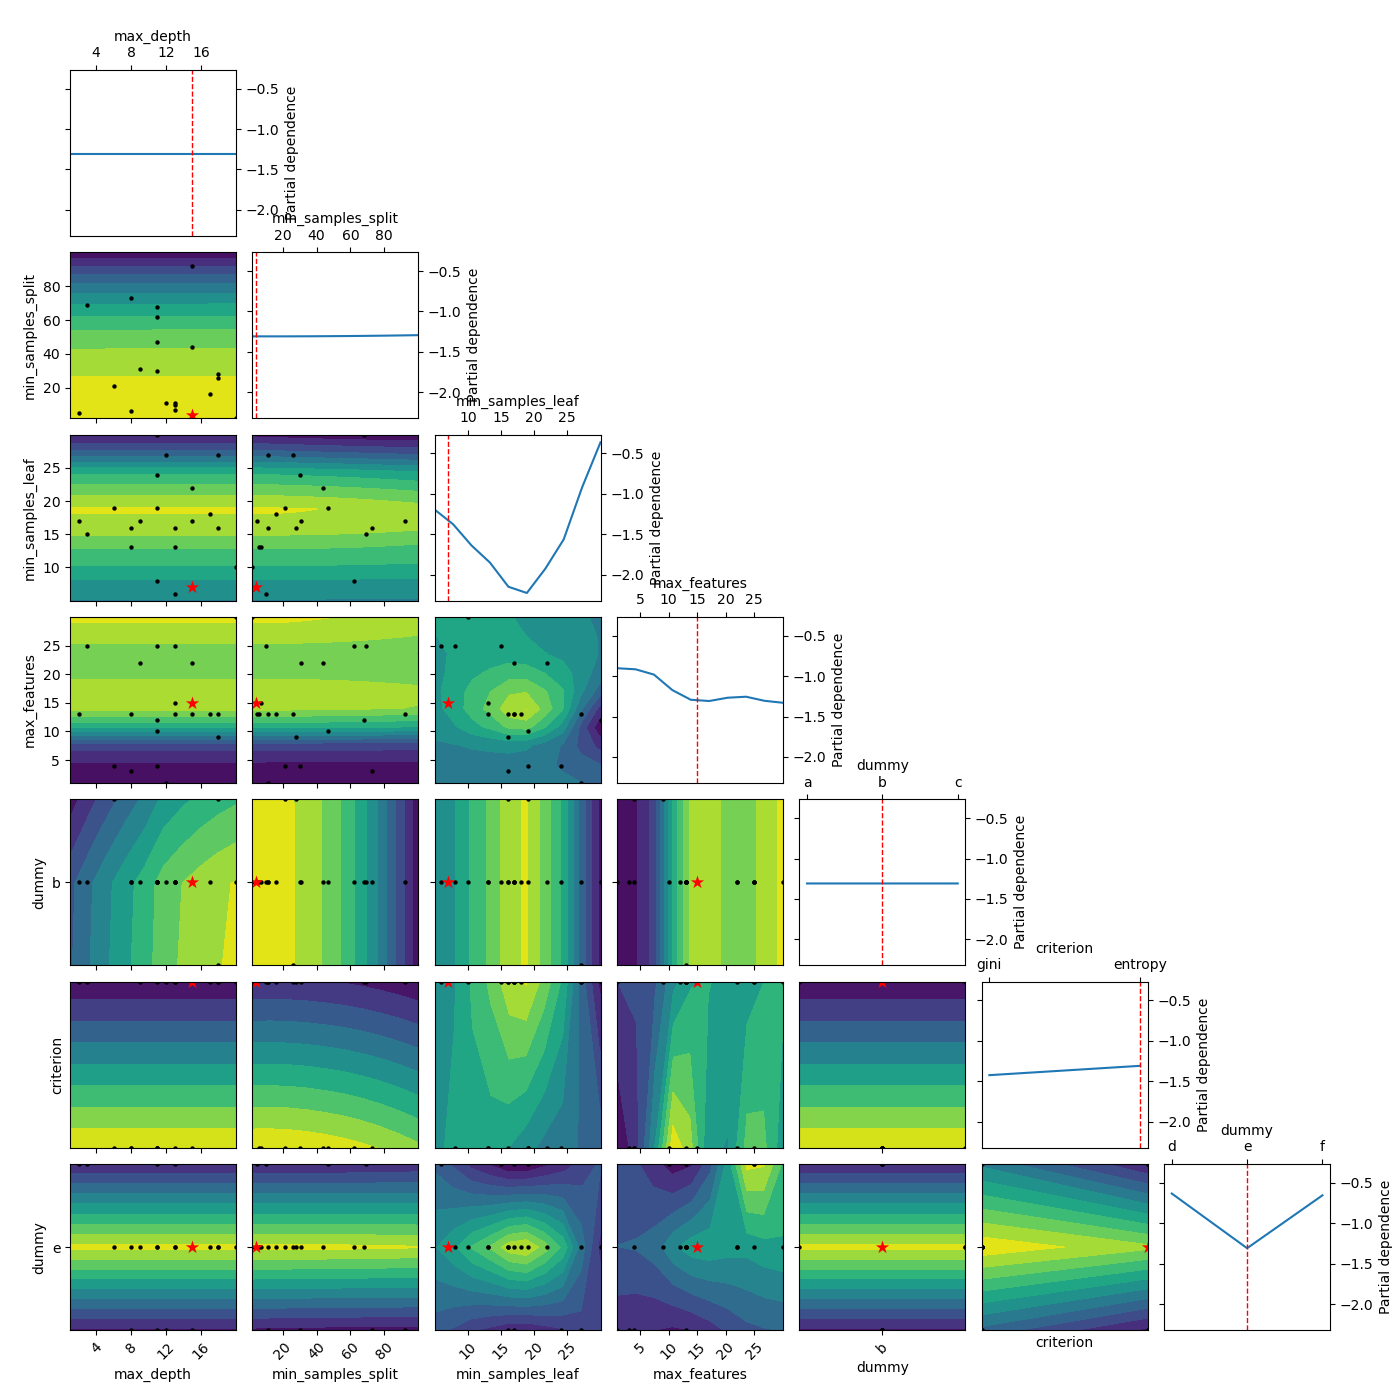 max_depth
4 8 12 16
−0.5
−1.0
−1.5
−2.0
Partial dependence
min_samples_split
20 40 60 80
min_samples_split
80
60
40
20
−0.5
−1.0
−1.5
−2.0
Partial dependence
min_samples_leaf
10 15 20 25
min_samples_leaf
25
20
15
10
−0.5
−1.0
−1.5
−2.0
Partial dependence
max_features
5 10 15 20 25
max_features
25
20
15
10
5
−0.5
−1.0
−1.5
−2.0
Partial dependence
dummy
a b c
dummy
b
−0.5
−1.0
−1.5
−2.0
Partial dependence
criterion
gini entropy
criterion
−0.5
−1.0
−1.5
−2.0
Partial dependence
dummy
d e f
dummy
e
−0.5
−1.0
−1.5
−2.0
Partial dependence
4 8 12 16
max_depth
20 40 60 80
min_samples_split
10 15 20 25
min_samples_leaf
5 10 15 20 25
max_features
b
dummy
criterion